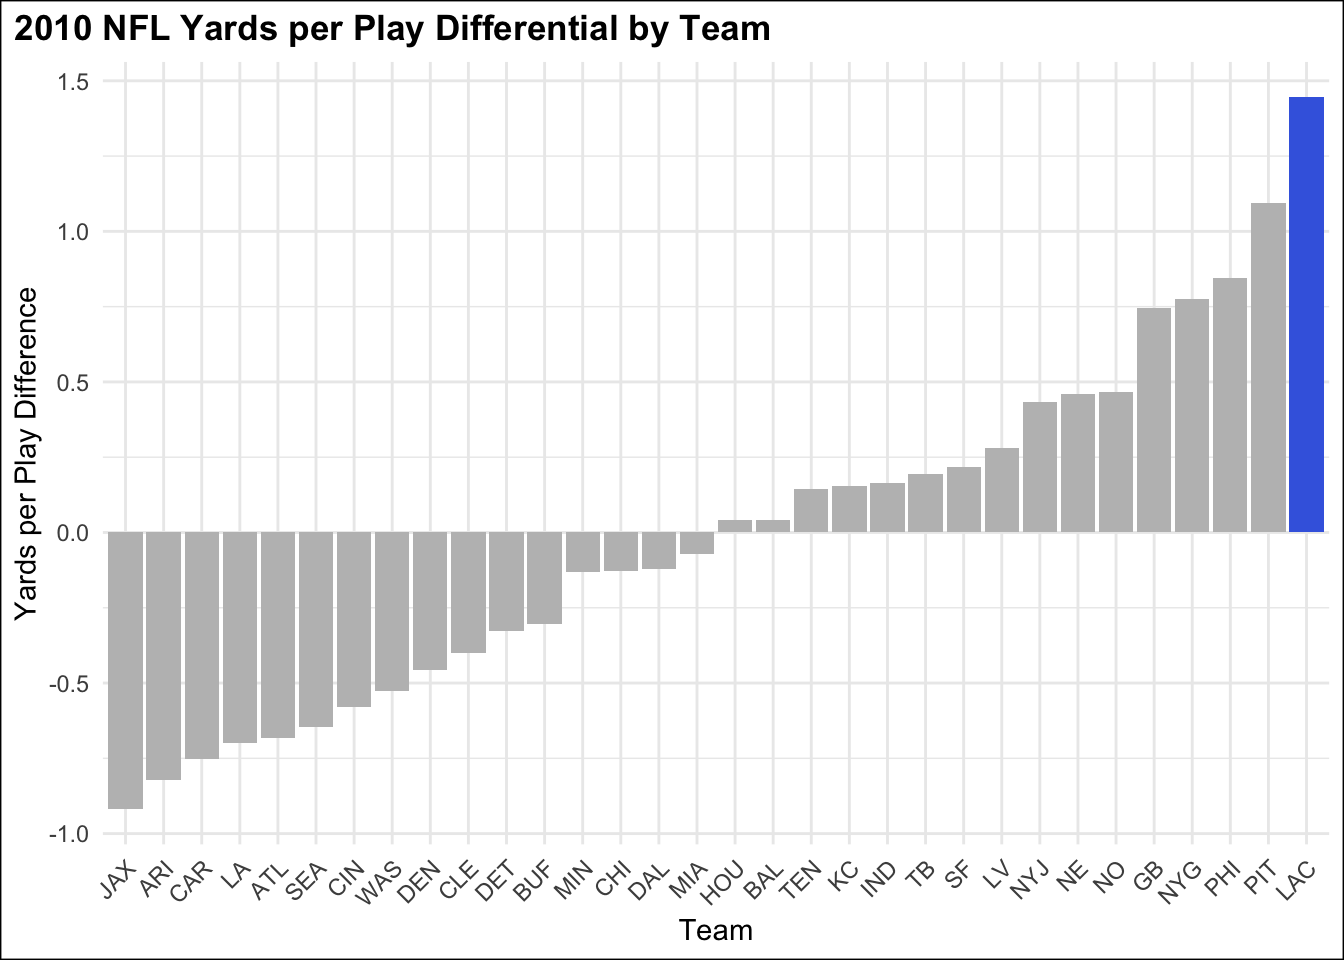 2010 NFL Yards per Play Differential by Team
Yards per Play Difference
1.5
1.0
0.5
0.0
-0.5
-1.0
JAX ARI CAR LA ATL SEA CIN WAS DEN CLE DET BUF MIN CHI DAL MIA HOU BAL TEN KC IND TB SF LV NYJ NE NO GB NYG PHI PIT LAC
Team